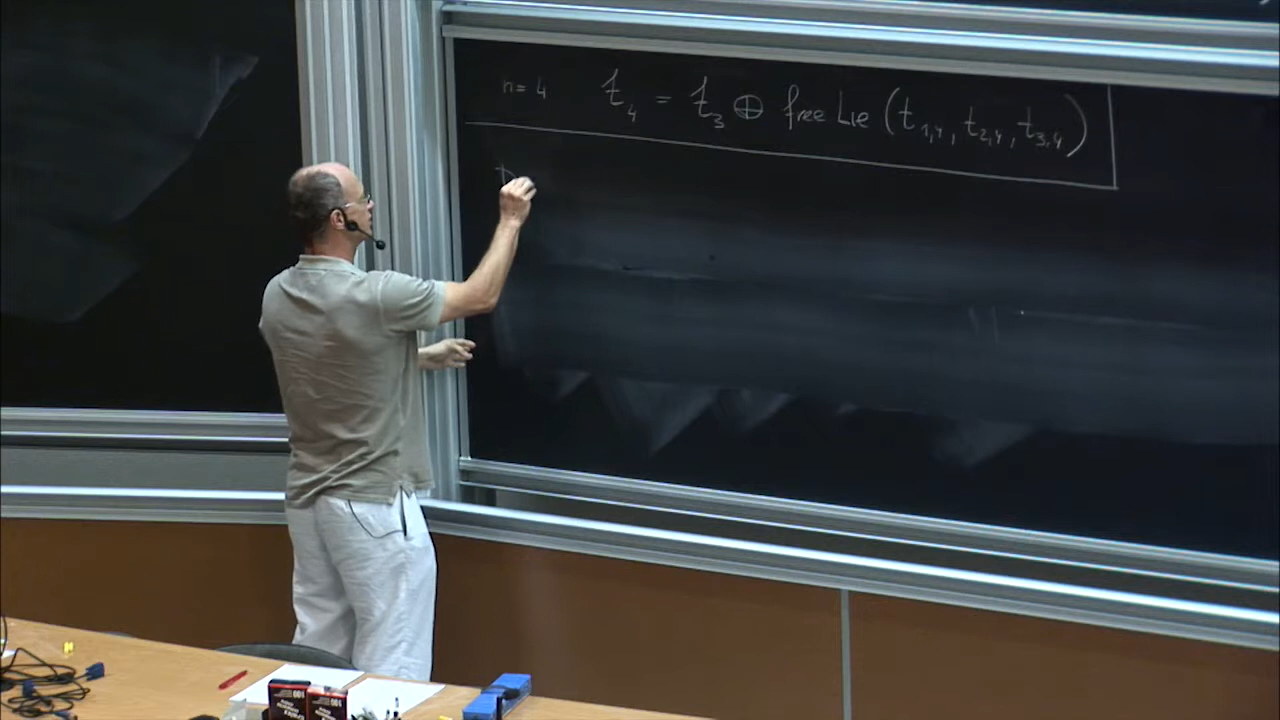 n=4 t₄ = t₃ ⊕ free Lie (t₁,₄, t₂,₄, t₃,₄)